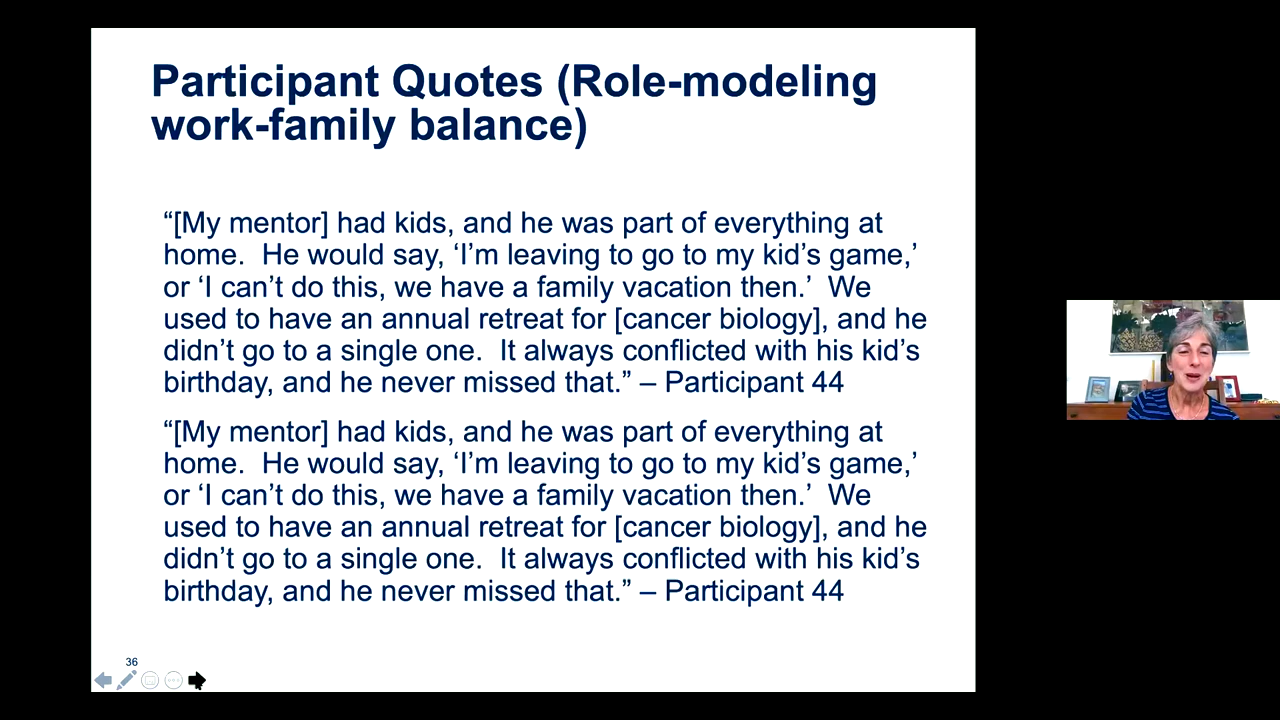 Participant Quotes (Role-modeling
work-family balance)
“[My mentor] had kids, and he was part of everything at
home.  He would say, ‘I’m leaving to go to my kid’s game,’
or ‘I can’t do this, we have a family vacation then.’  We
used to have an annual retreat for [cancer biology], and he
didn’t go to a single one.  It always conflicted with his kid’s
birthday, and he never missed that.” – Participant 44
“[My mentor] had kids, and he was part of everything at
home.  He would say, ‘I’m leaving to go to my kid’s game,’
or ‘I can’t do this, we have a family vacation then.’  We
used to have an annual retreat for [cancer biology], and he
didn’t go to a single one.  It always conflicted with his kid’s
birthday, and he never missed that.” – Participant 44
36